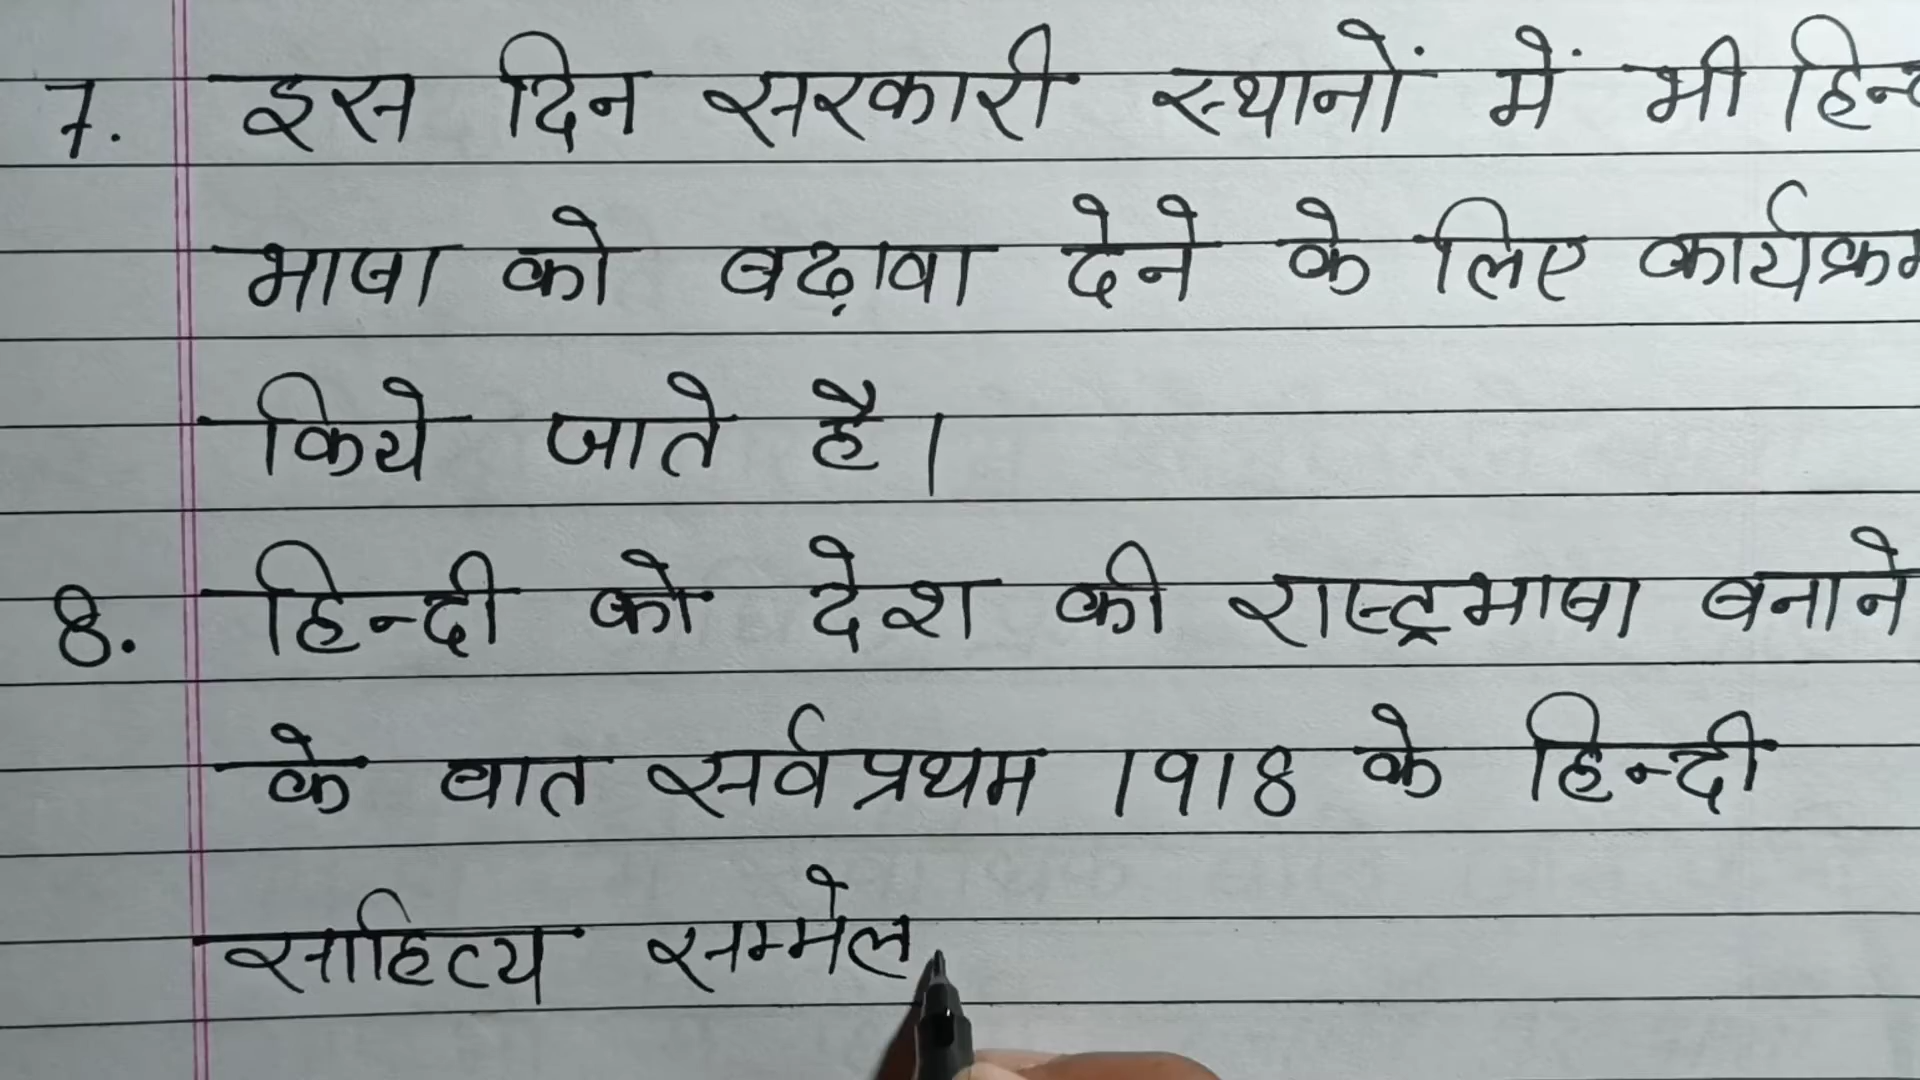 7. इस दिन सरकारी स्थानों में भी हिन्द
भाषा को बढ़ावा देने के लिए कार्यक्रम
किये जाते है।
8. हिन्दी को देश की राष्ट्रभाषा बनाने
के बात सर्वप्रथम 1918 के हिन्दी
साहित्य सम्मेल